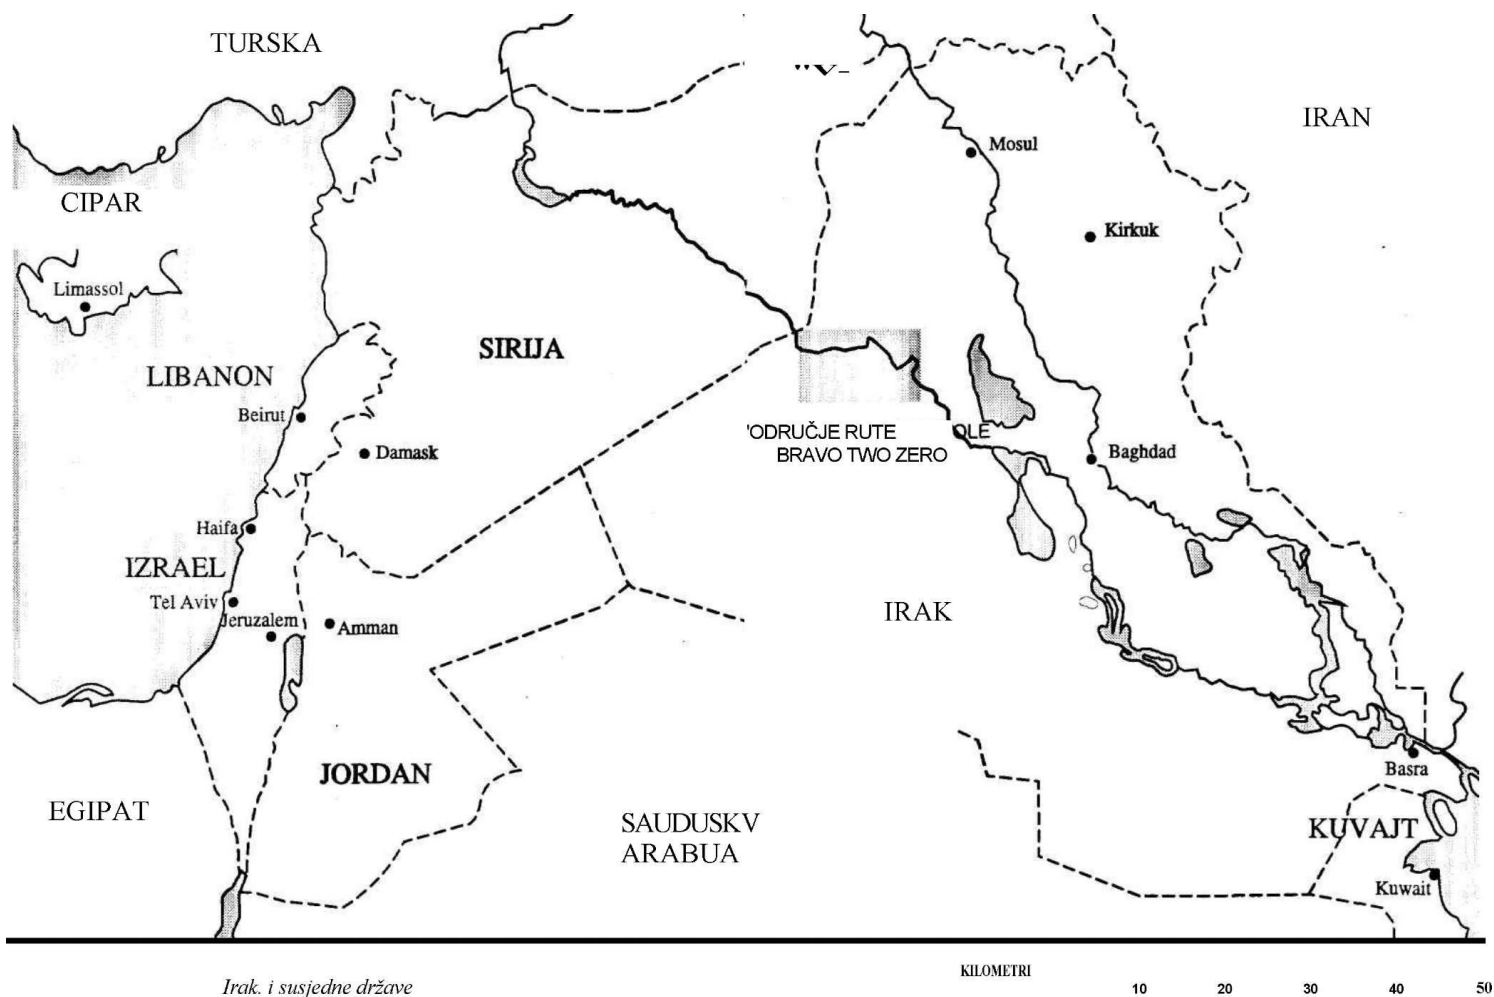 TURSKA
IRAN
Mosul
CIPAR
Kirkuk
Limassol
SIRIJA
LIBANON
Beirut
'ODRUČJE RUTE OLE
BRAVO TWO ZERO
Damask
Baghdad
Haifa
IZRAEL
Tel Aviv
Jeruzalem
Amman
IRAK
JORDAN
Basra
EGIPAT
SAUDUSKV
ARABUA
KUVAJT
Kuwait
KILOMETRI
Irak. i susjedne države
10 20 30 40 50